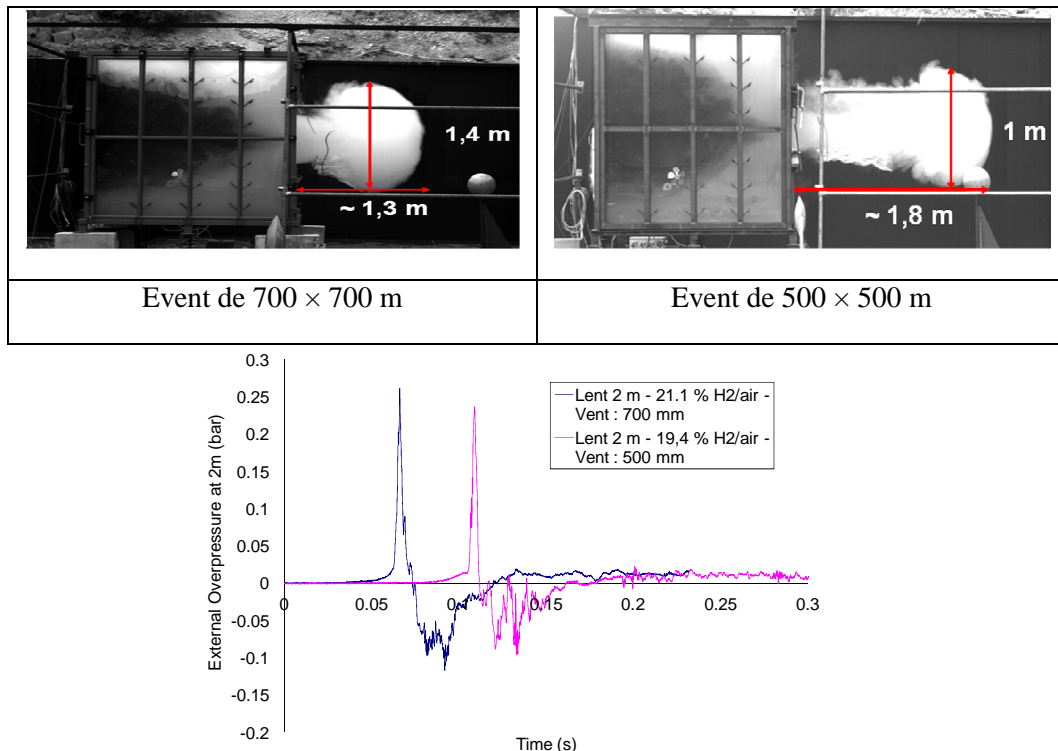 1,4 m
~ 1,3 m
1 m
~ 1,8 m
Event de 700 × 700 m
Event de 500 × 500 m
External Overpressure at 2m (bar)
0.3
0.25
0.2
0.15
0.1
0.05
0
-0.05
-0.1
-0.15
-0.2
0
0.05
0.1
0.15
0.2
0.25
0.3
Time (s)
Lent 2 m - 21.1 % H2/air -
Vent : 700 mm
Lent 2 m - 19,4 % H2/air -
Vent : 500 mm